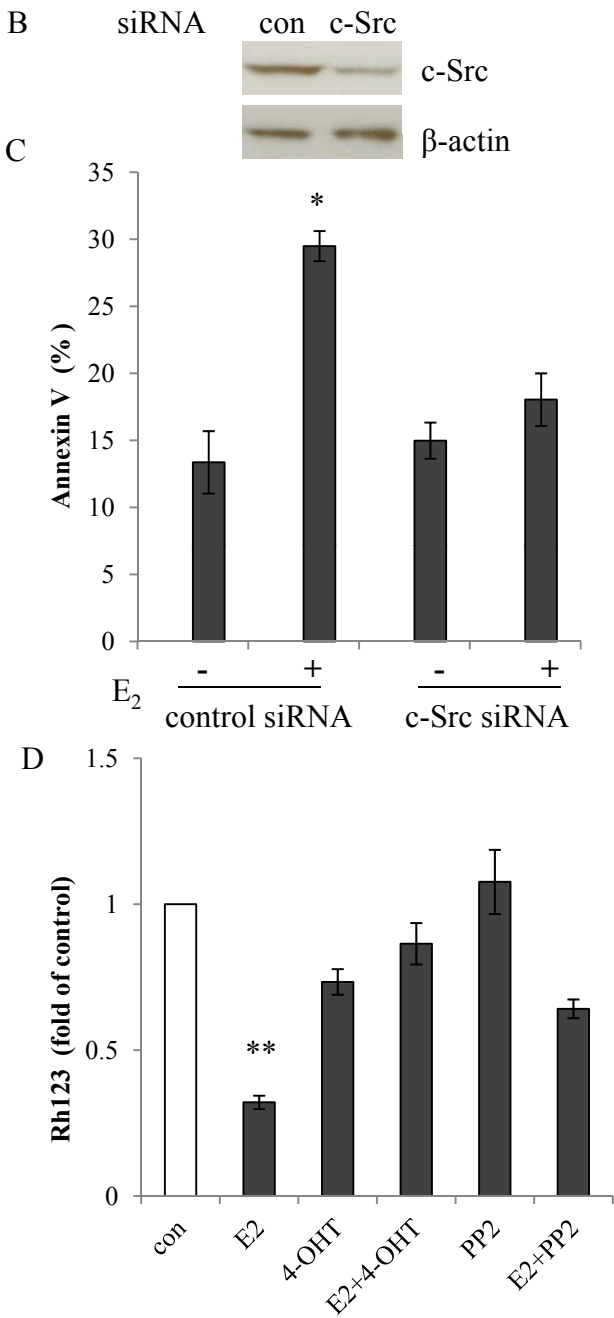 B siRNA con c-Src
c-Src
β-actin
C
35
30
25
20
15
10
5
0
Annexin V (%)
*
- + - +
E2
control siRNA c-Src siRNA
D
1.5
1
0.5
0
Rh123 (fold of control)
**
con E2 4-OHT E2+4-OHT PP2 E2+PP2